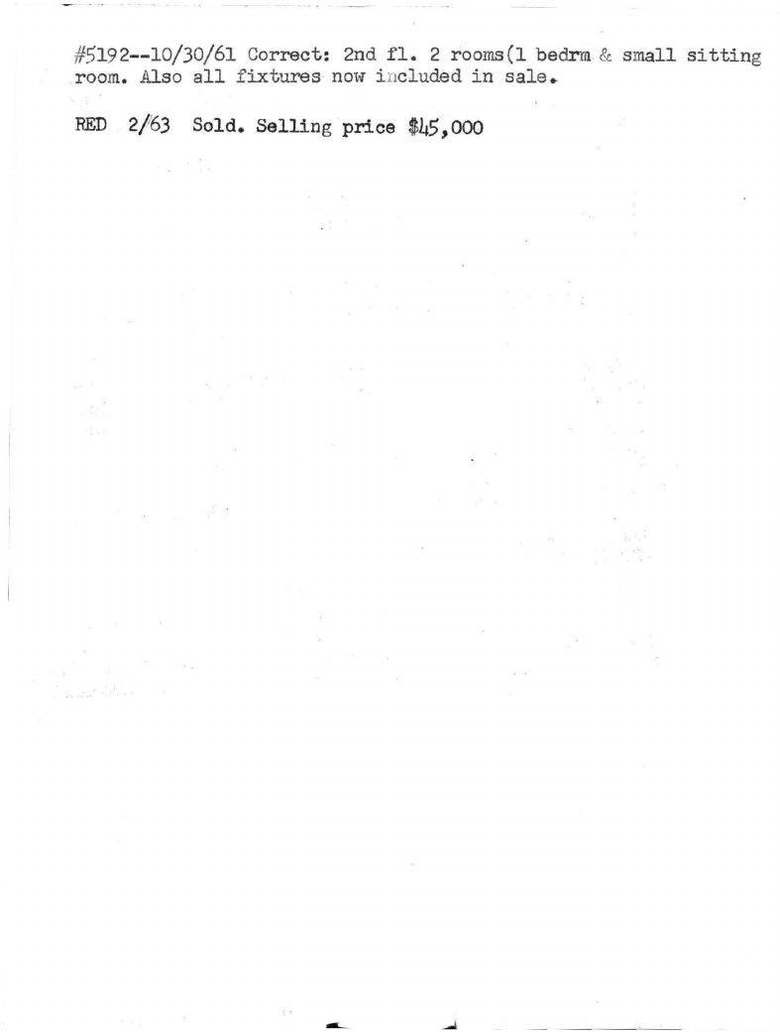 #5192--10/30/61 Correct: 2nd fl. 2 rooms(1 bedrm & small sitting
room. Also all fixtures now included in sale.
RED 2/63 Sold. Selling price $45,000